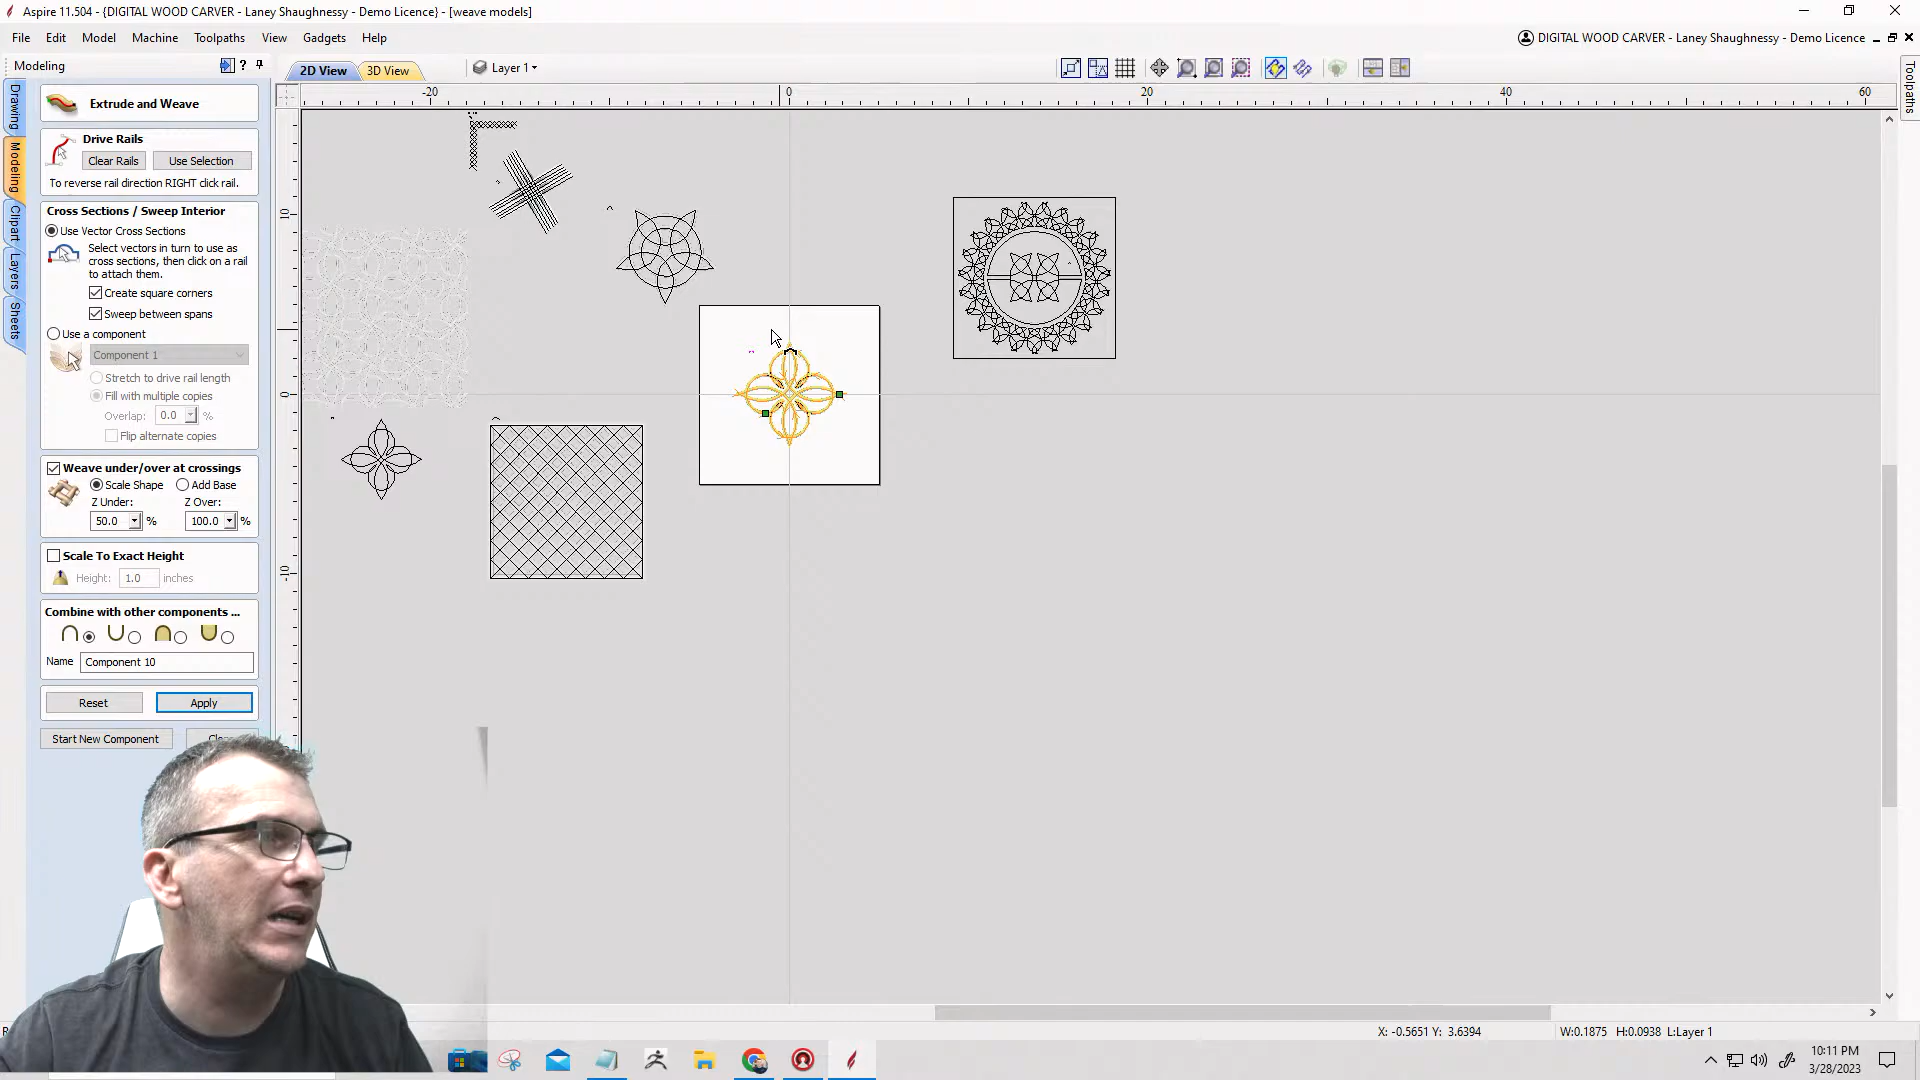 Aspire 11.504 - {DIGITAL WOOD CARVER - Laney Shaughnessy - Demo Licence} - [weave models]
File Edit Model Machine Toolpaths View Gadgets Help
DIGITAL WOOD CARVER - Laney Shaughnessy - Demo Licence
Modeling
2D View
3D View
Layer 1
Drawing
Modeling
Clipart
Layers
Sheets
Toolpaths
-20 0 20 40 60
10
0
-10
Extrude and Weave
Drive Rails
Clear Rails
Use Selection
To reverse rail direction RIGHT click rail.
Cross Sections / Sweep Interior
Use Vector Cross Sections
Select vectors in turn to use as
cross sections, then click on a rail
to attach them.
Create square corners
Sweep between spans
Use a component
Component 1
Stretch to drive rail length
Fill with multiple copies
Overlap: 0.0 %
Flip alternate copies
Weave under/over at crossings
Scale Shape
Add Base
Z Under: Z Over:
50.0 % 100.0 %
Scale To Exact Height
Height: 1.0 inches
Combine with other components ...
Name Component 10
Reset
Apply
Start New Component
X: -0.5651 Y: 3.6394
W:0.1875 H:0.0938 L:Layer 1
10:11 PM
3/28/2023